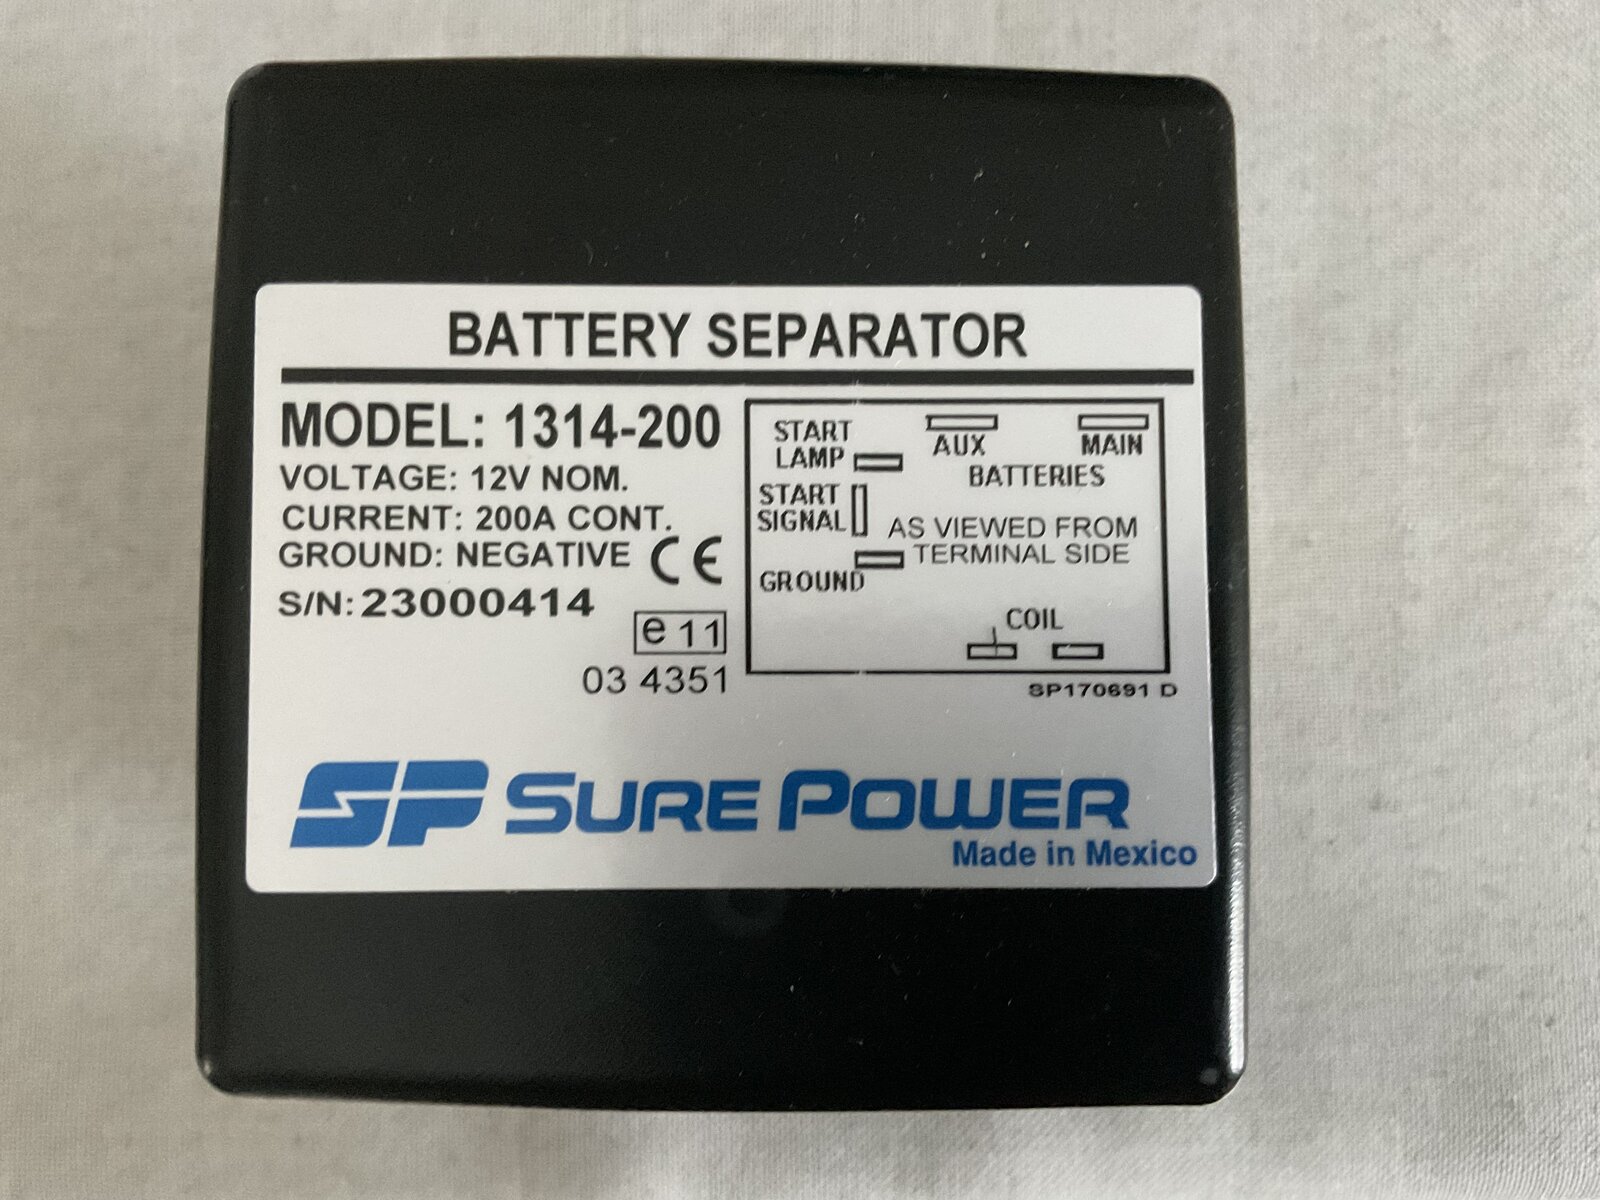 BATTERY SEPARATOR
MODEL: 1314-200
VOLTAGE: 12V NOM.
CURRENT: 200A CONT.
GROUND: NEGATIVE CE
S/N: 23000414
e 11
03 4351
START
LAMP
AUX
MAIN
BATTERIES
START
SIGNAL
AS VIEWED FROM
TERMINAL SIDE
GROUND
COIL
SP170691 D
SP SURE POWER
Made in Mexico